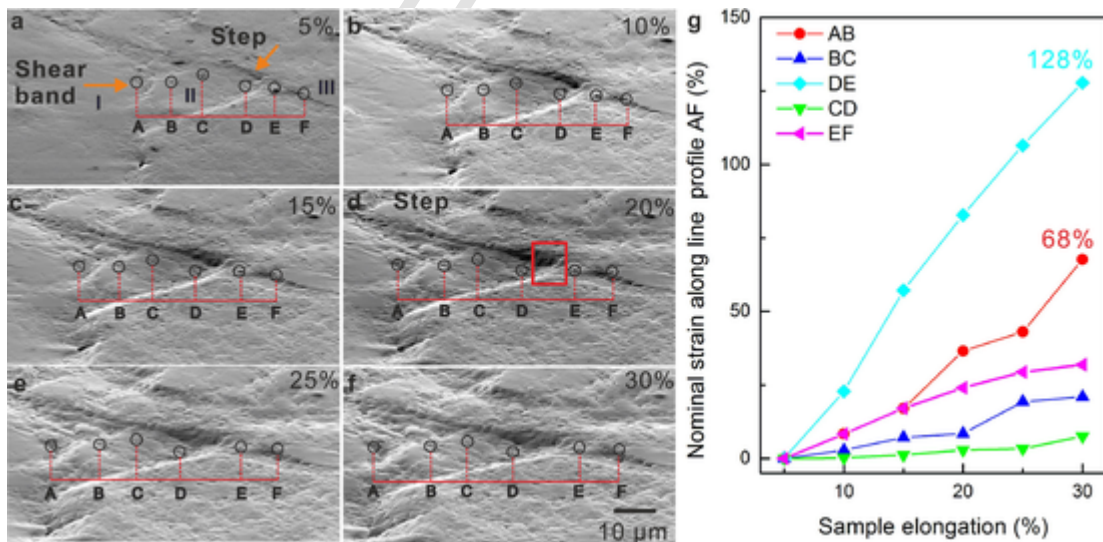 a
5%
Step
Shear
band
I
II
III
A B C D E F
b
10%
A B C D E F
c
15%
A B C D E F
d
Step
20%
A B C D E F
e
25%
A B C D E F
f
30%
A B C D E F
10 μm
g
Nominal strain along line profile AF (%)
150
100
50
0
AB
BC
DE
CD
EF
128%
68%
10 20 30
Sample elongation (%)